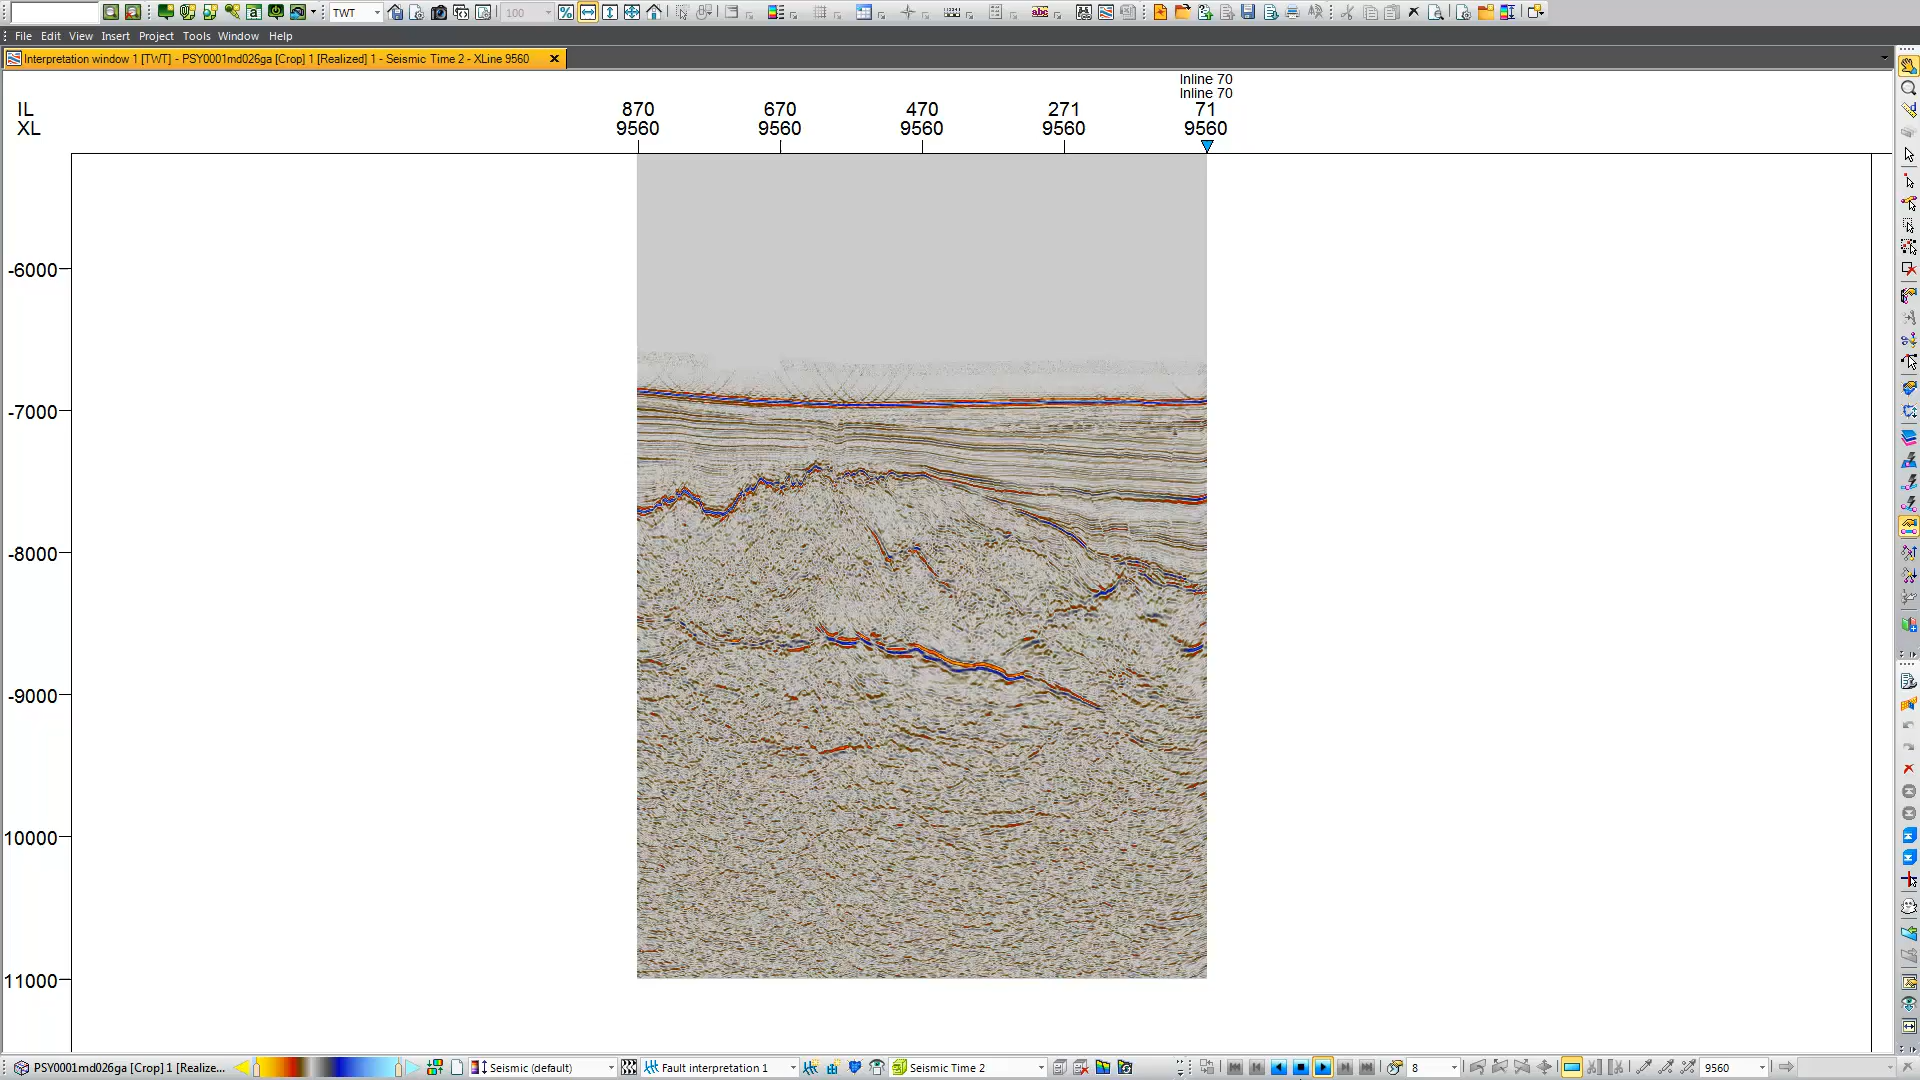 TWT
100
abc
File Edit View Insert Project Tools Window Help
Interpretation window 1 [TWT] - PSY0001md026ga [Crop] 1 [Realized] 1 - Seismic Time 2 - XLine 9560
Inline 70
Inline 70
IL 870 670 470 271 71
XL 9560 9560 9560 9560 9560
-6000
-7000
-8000
-9000
10000
11000
PSY0001md026ga [Crop] 1 [Realize... Seismic (default) Fault interpretation 1 Seismic Time 2 8 9560